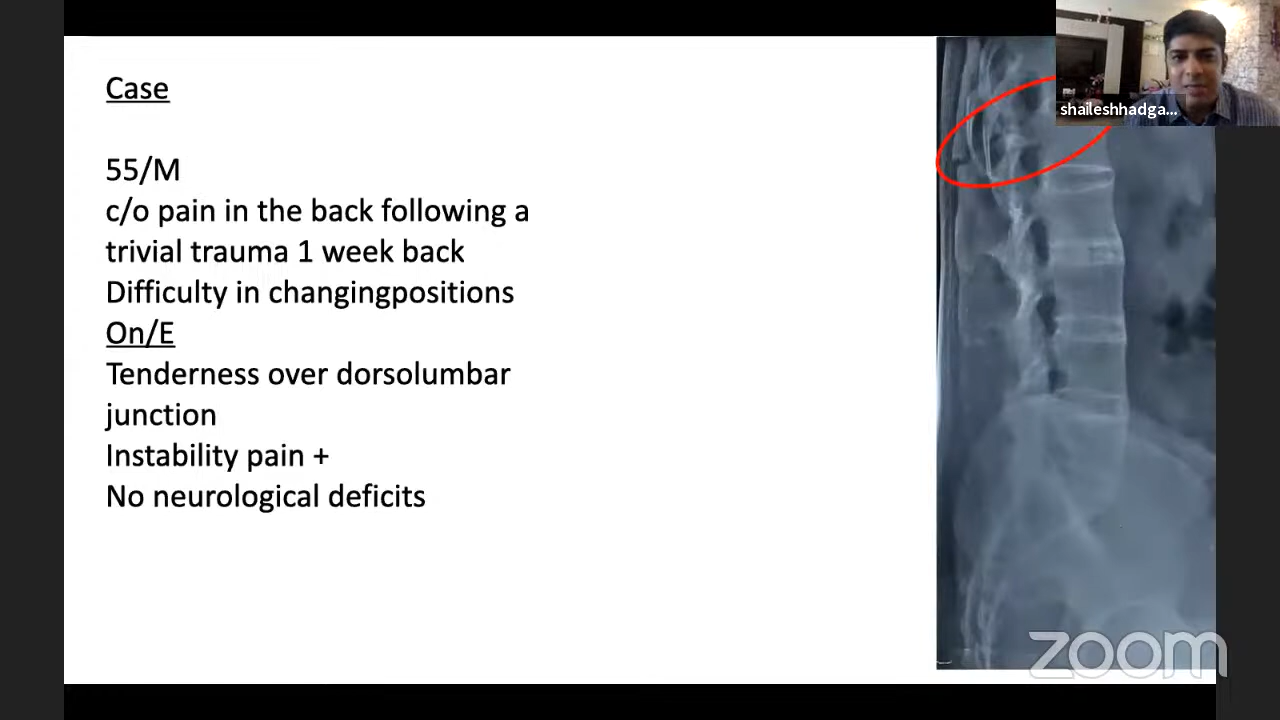 Case
55/M
c/o pain in the back following a
trivial trauma 1 week back
Difficulty in changingpositions
On/E
Tenderness over dorsolumbar
junction
Instability pain +
No neurological deficits
shaileshhadga...
zoom